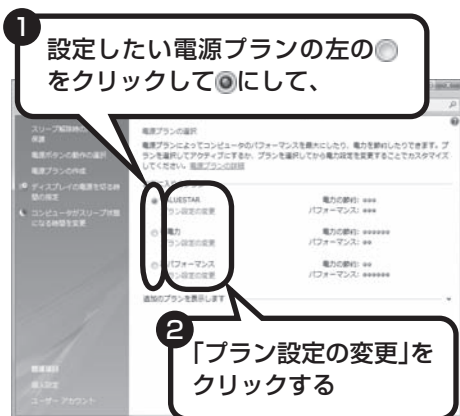 1
設定したい電源プランの左の
をクリックして にして、
スリープ解除時の
保護
電源ボタンの動作の選択
電源プランの作成
ディスプレイの電源を切る時
間の指定
コンピュータがスリープ状態
になる時間を変更
電源プランの選択
電源プランによってコンピュータのパフォーマンスを最大にしたり、電力を節約したりできます。プ
ランを選択してアクティブにするか、プランを選択してから電力設定を変更することでカスタマイズ
してください。電源プランの詳細
LUESTAR
プラン設定の変更
電力の節約:
パフォーマンス:
電力
プラン設定の変更
電力の節約:
パフォーマンス:
パフォーマンス
プラン設定の変更
電力の節約:
パフォーマンス:
追加のプランを表示します
2
「プラン設定の変更」を
クリックする
関連項目
個人設定
ユーザー アカウント